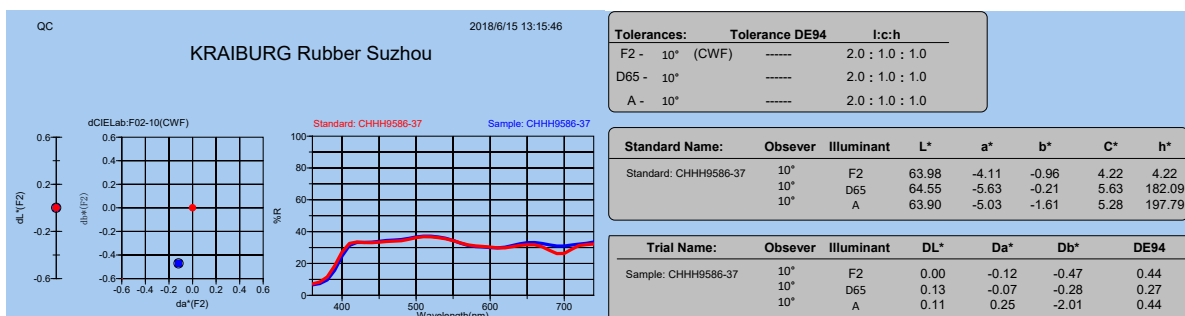 QC
2018/6/15 13:15:46
KRAIBURG Rubber Suzhou
dCIELab:F02-10(CWF)
0.6
0.2
-0.2
-0.6
dL*(F2)
0.6
0.4
0.2
0.0
-0.2
-0.4
-0.6
db*(F2)
-0.6 -0.4 -0.2 0.0 0.2 0.4 0.6
da*(F2)
Standard: CHHH9586-37 Sample: CHHH9586-37
100
80
60
40
20
0
%R
400 500 600 700
Wavelength(nm)
Tolerances: Tolerance DE94 l:c:h
F2 - 10° (CWF) ------ 2.0 : 1.0 : 1.0
D65 - 10° ------ 2.0 : 1.0 : 1.0
A - 10° ------ 2.0 : 1.0 : 1.0
Standard Name: Obsever Illuminant L* a* b* C* h*
Standard: CHHH9586-37 10° F2 63.98 -4.11 -0.96 4.22 4.22
10° D65 64.55 -5.63 -0.21 5.63 182.09
10° A 63.90 -5.03 -1.61 5.28 197.79
Trial Name: Obsever Illuminant DL* Da* Db* DE94
Sample: CHHH9586-37 10° F2 0.00 -0.12 -0.47 0.44
10° D65 0.13 -0.07 -0.28 0.27
10° A 0.11 0.25 -2.01 0.44